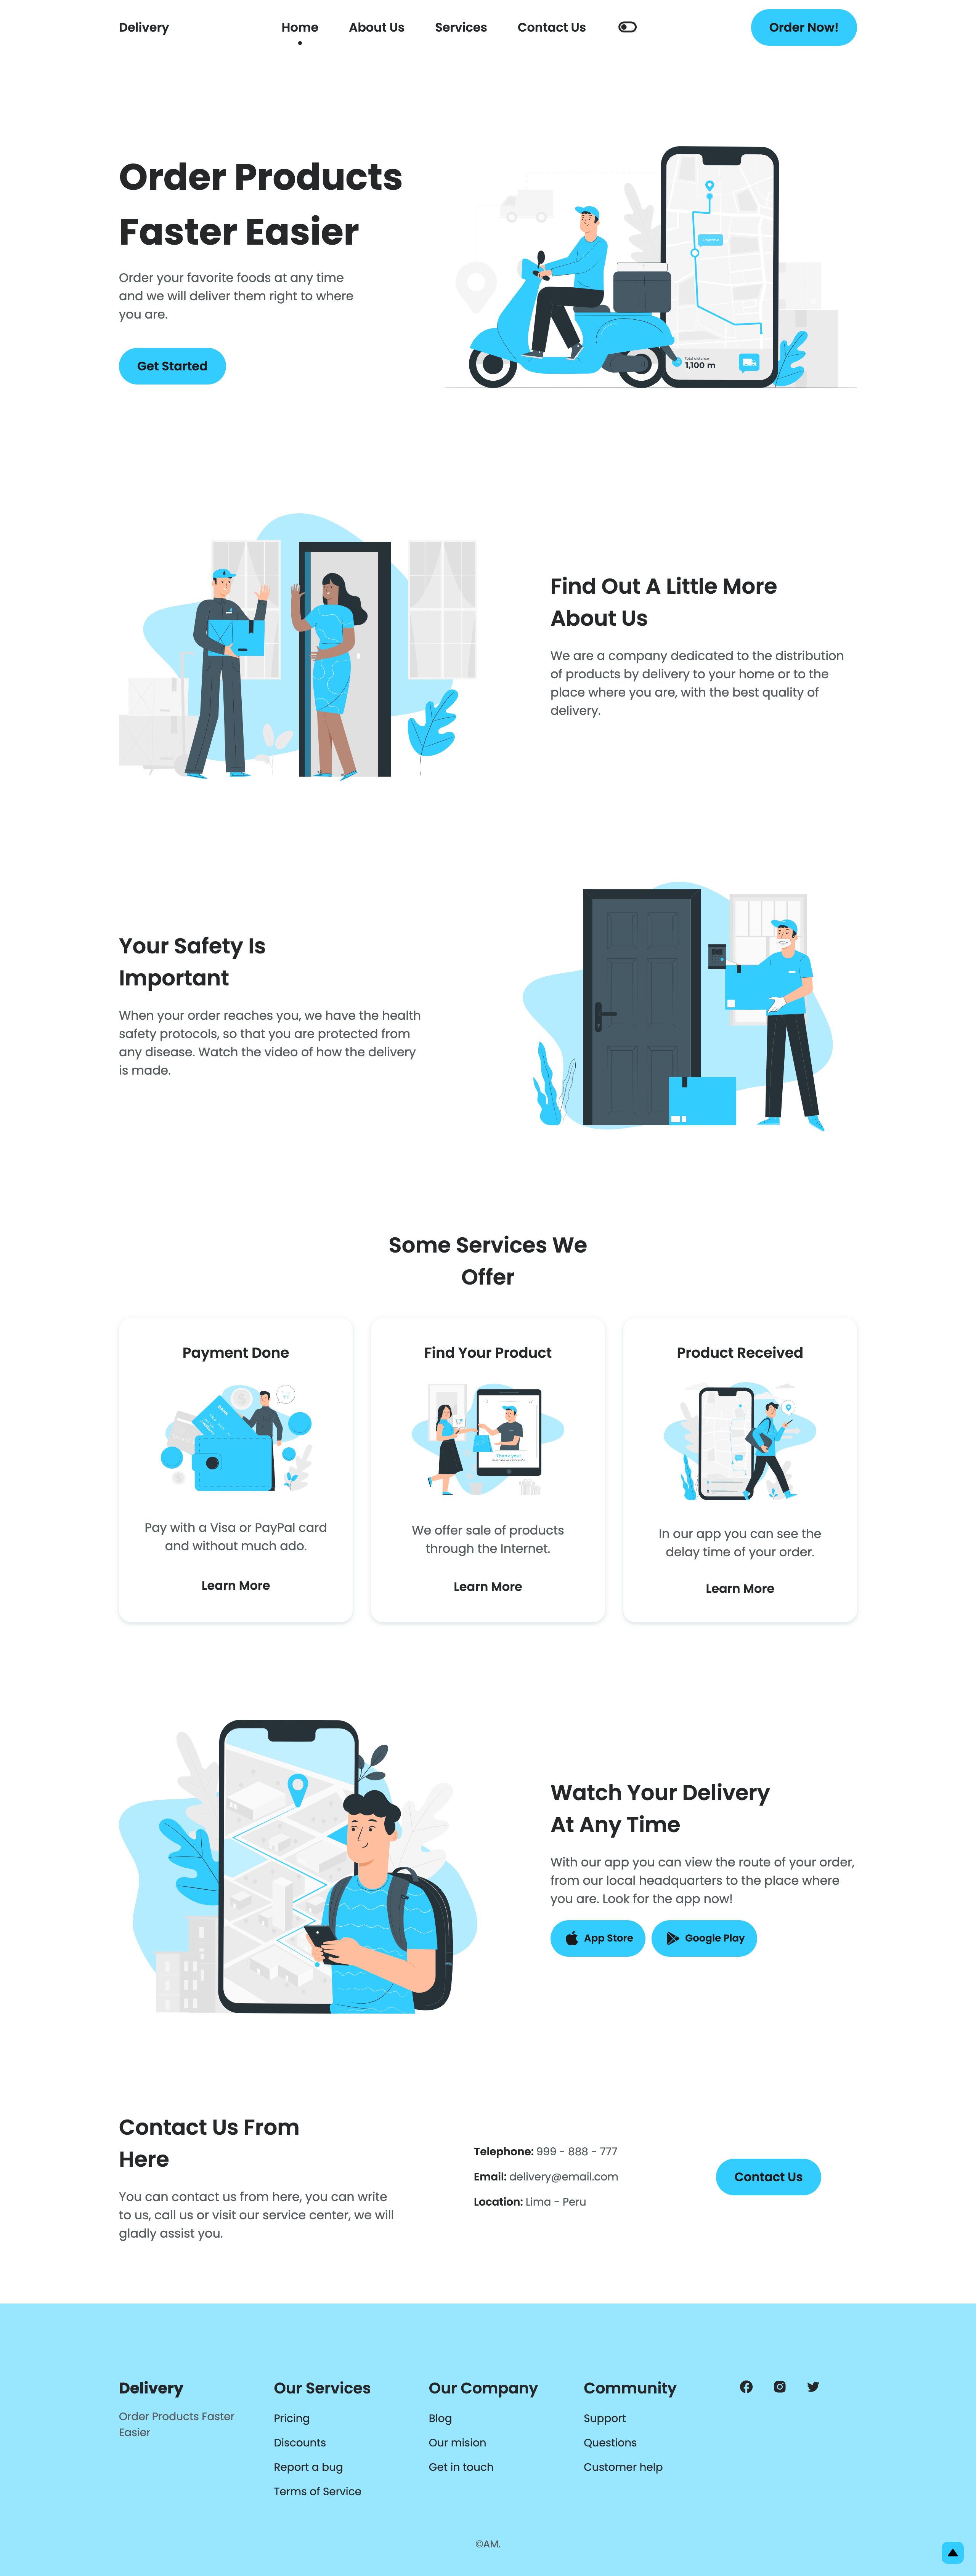 Delivery
Home
About Us
Services
Contact Us
Order Now!
Order Products
Faster Easier
Order your favorite foods at any time
and we will deliver them right to where
you are.
Get Started
Total distance
1,100 m
Find Out A Little More
About Us
We are a company dedicated to the distribution
of products by delivery to your home or to the
place where you are, with the best quality of
delivery.
Your Safety Is
Important
When your order reaches you, we have the health
safety protocols, so that you are protected from
any disease. Watch the video of how the delivery
is made.
Some Services We
Offer
Payment Done
Pay with a Visa or PayPal card
and without much ado.
Learn More
Find Your Product
Thank you!
We offer sale of products
through the Internet.
Learn More
Product Received
In our app you can see the
delay time of your order.
Learn More
Watch Your Delivery
At Any Time
With our app you can view the route of your order,
from our local headquarters to the place where
you are. Look for the app now!
App Store
Google Play
Contact Us From
Here
You can contact us from here, you can write
to us, call us or visit our service center, we will
gladly assist you.
Telephone: 999 - 888 - 777
Email: delivery@email.com
Location: Lima - Peru
Contact Us
Delivery
Order Products Faster
Easier
Our Services
Pricing
Discounts
Report a bug
Terms of Service
Our Company
Blog
Our mision
Get in touch
Community
Support
Questions
Customer help
©AM.